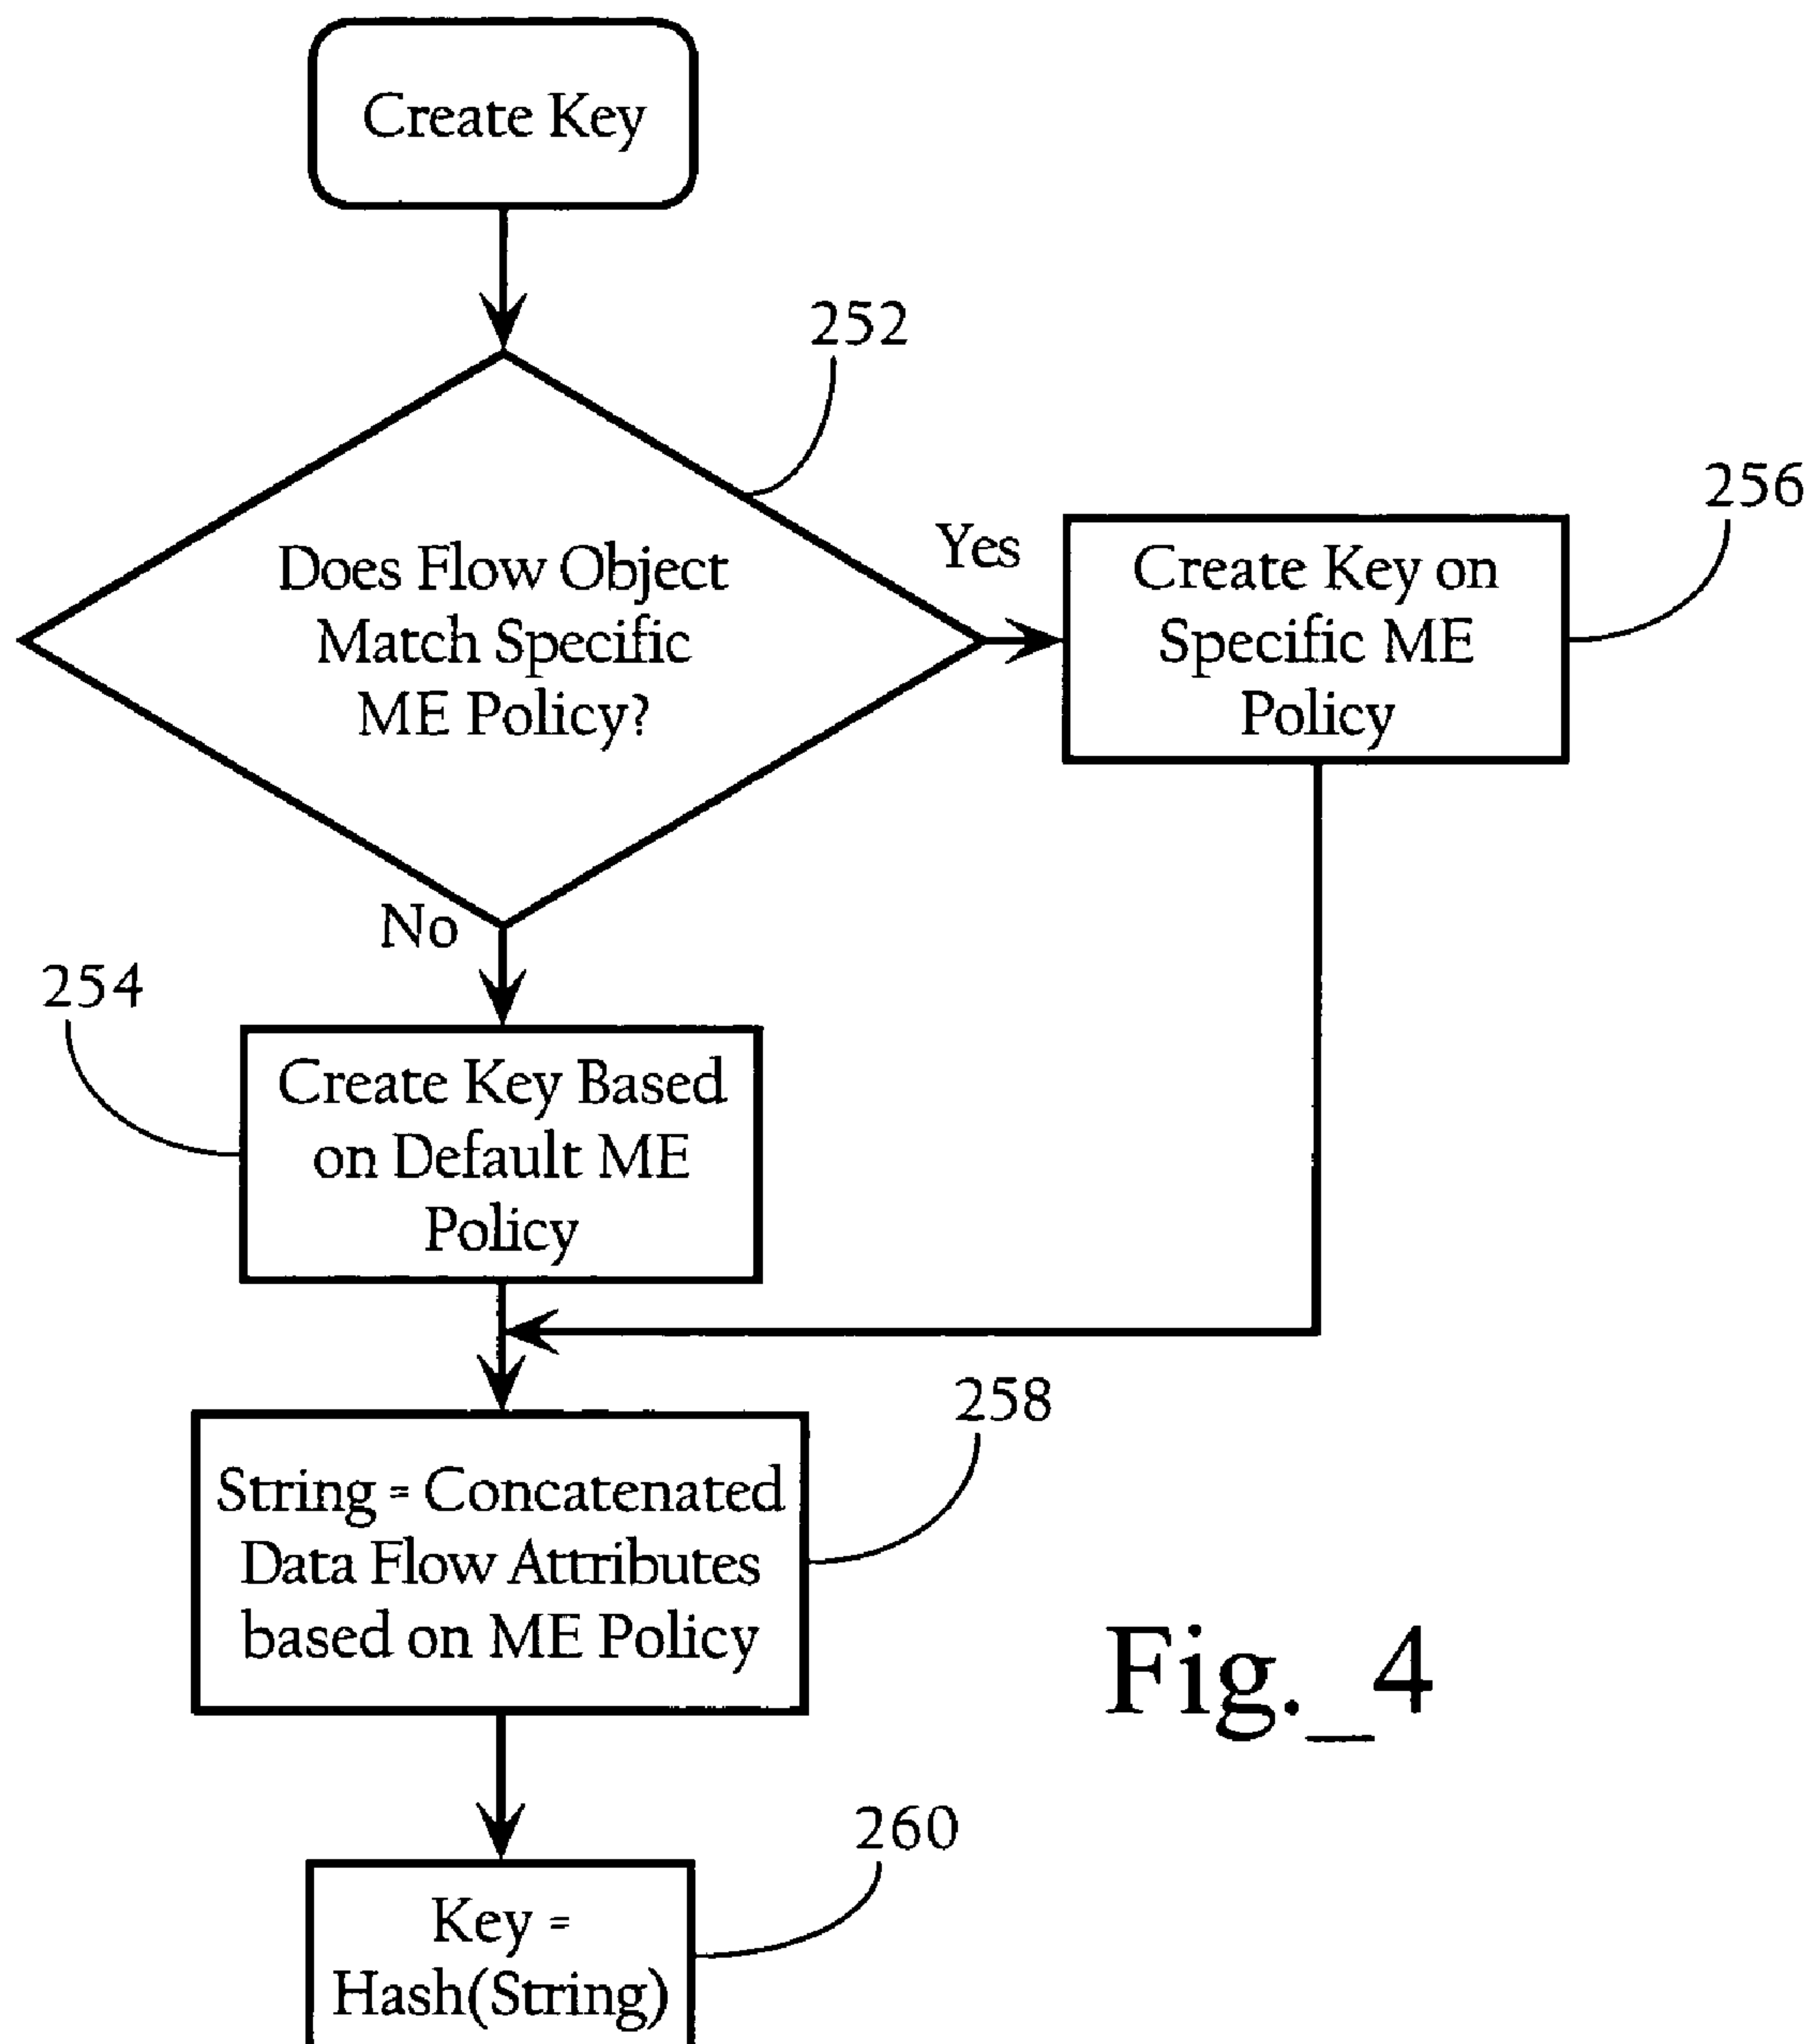 Create Key
252
Does Flow Object
Match Specific
ME Policy?
Yes
256
Create Key on
Specific ME
Policy
No
254
Create Key Based
on Default ME
Policy
258
String = Concatenated
Data Flow Attributes
based on ME Policy
Fig._4
260
Key =
Hash(String)